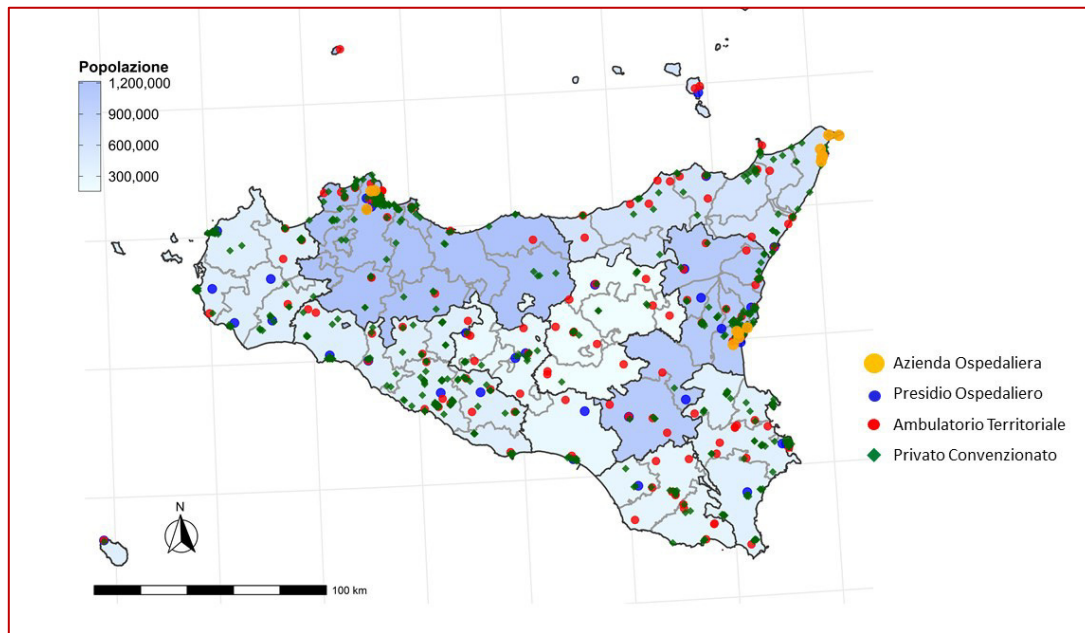 Popolazione
1,200,000
900,000
600,000
300,000
Azienda Ospedaliera
Presidio Ospedaliero
Ambulatorio Territoriale
Privato Convenzionato
N
100 km